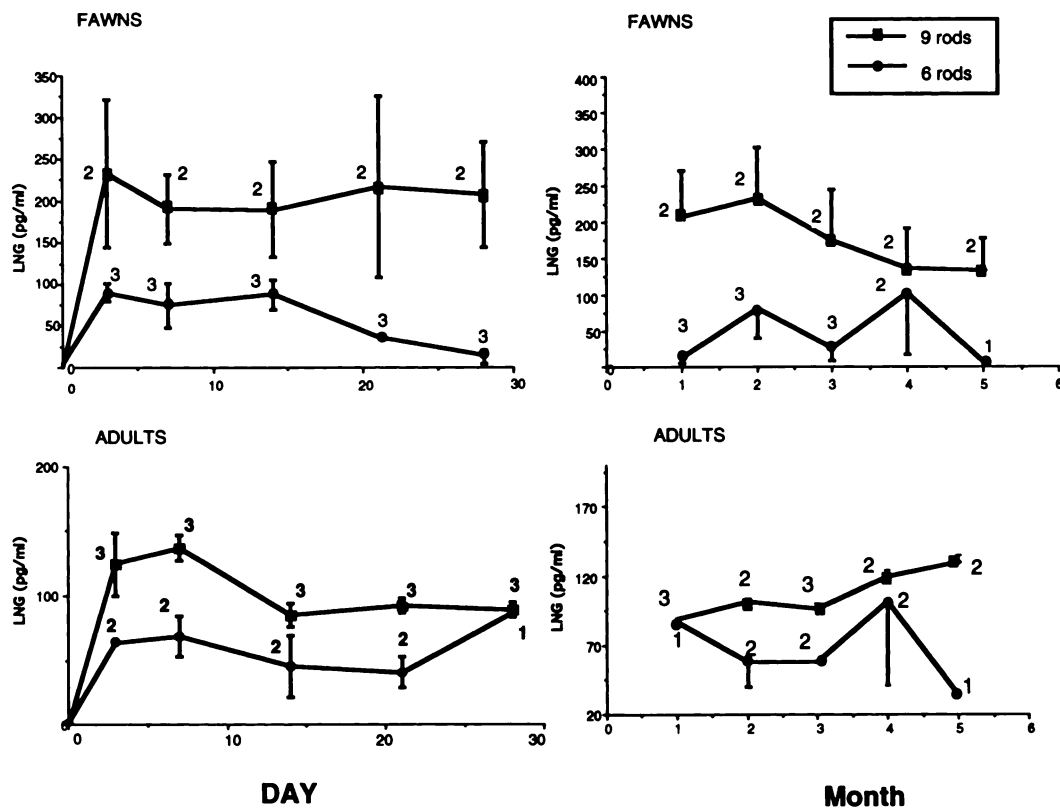 FAWNS
350
300
250
200
150
100
50
0
LNG (pg/ml)
2 2 2 2 2
3 3 3 3 3
0 10 20 30
FAWNS
9 rods
6 rods
400
350
300
250
200
150
100
50
0
LNG (pg/ml)
2 2 2 2 2
3 3 3 2 1
0 1 2 3 4 5 6
ADULTS
200
100
0
LNG (pg/ml)
3 3 3 3 3
2 2 2 2 1
0 10 20 30
DAY
ADULTS
170
120
70
20
LNG (pg/ml)
3 2 3 2 2
1 2 2 2 1
0 1 2 3 4 5 6
Month